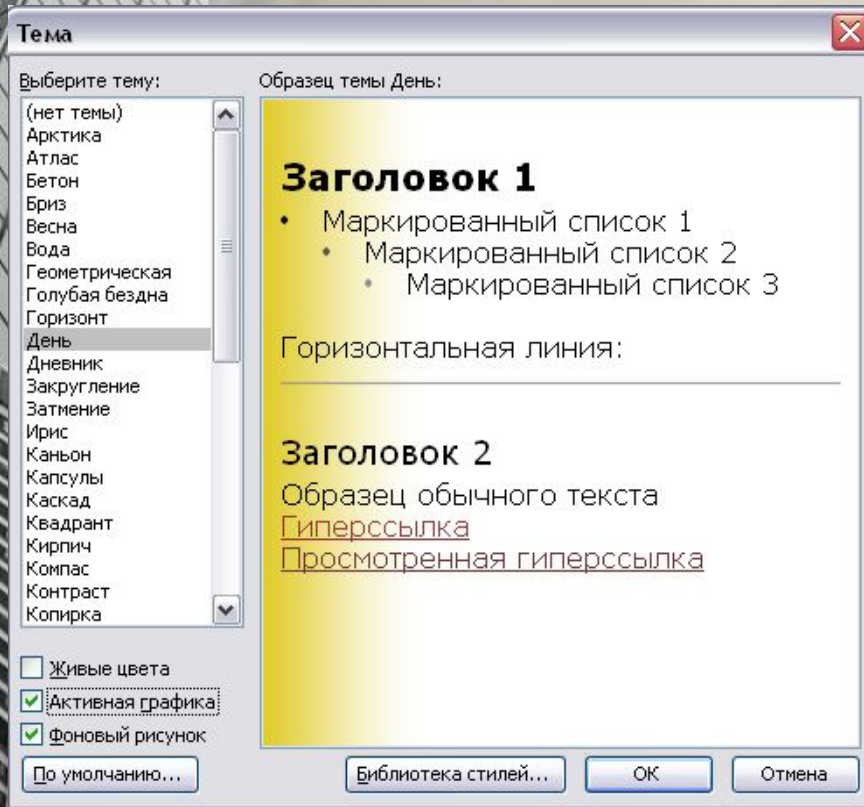 Тема
Выберите тему:
(нет темы)
Арктика
Атлас
Бетон
Бриз
Весна
Вода
Геометрическая
Голубая бездна
Горизонт
День
Дневник
Закругление
Затмение
Ирис
Каньон
Капсулы
Каскад
Квадрант
Кирпич
Компас
Контраст
Копирка
Живые цвета
Активная графика
Фоновый рисунок
Образец темы День:
Заголовок 1
• Маркированный список 1
• Маркированный список 2
• Маркированный список 3
Горизонтальная линия:
Заголовок 2
Образец обычного текста
Гиперссылка
Просмотренная гиперссылка
По умолчанию... Библиотека стилей... ОК Отмена